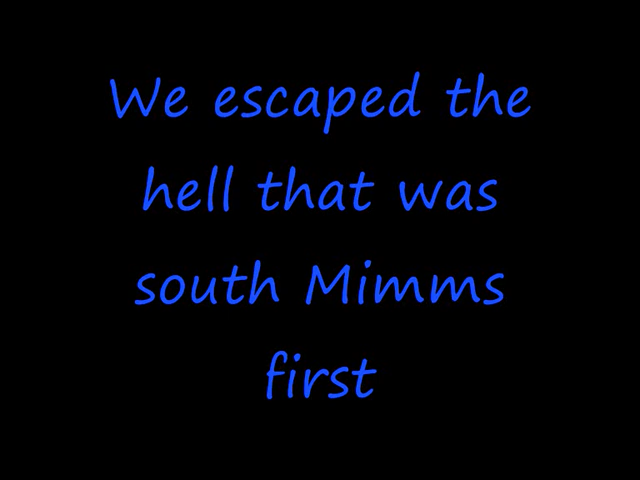 We escaped the
hell that was
south Mimms
first